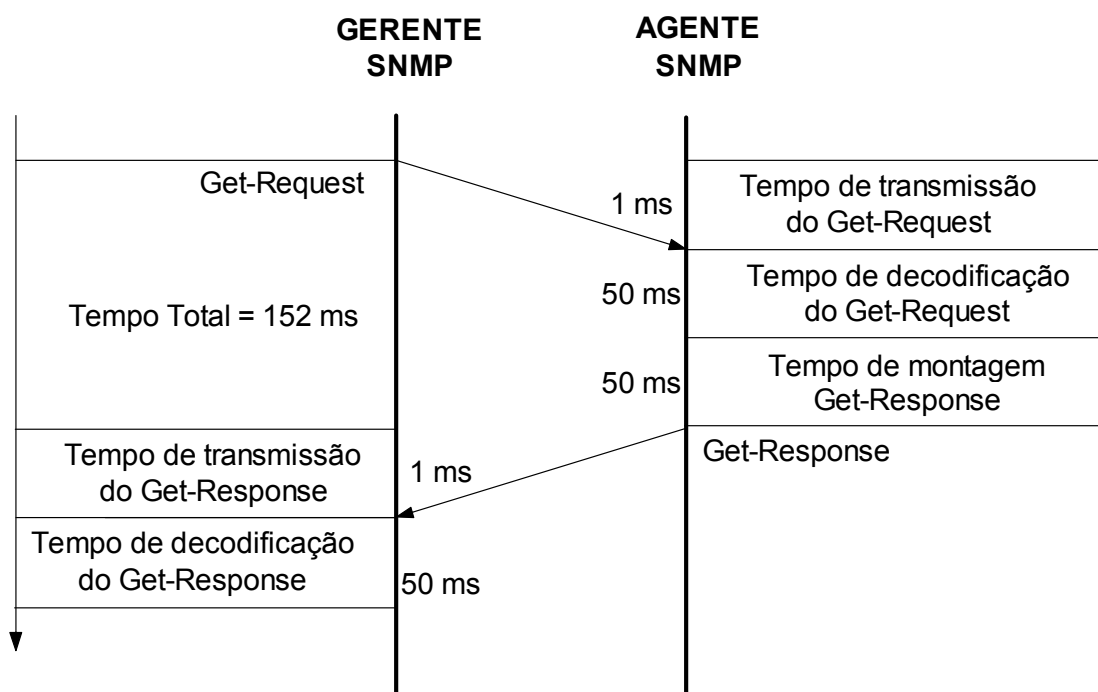 GERENTE
SNMP
AGENTE
SNMP
Get-Request
1 ms
Tempo de transmissão
do Get-Request
Tempo Total = 152 ms
50 ms
Tempo de decodificação
do Get-Request
50 ms
Tempo de montagem
Get-Response
Tempo de transmissão
do Get-Response
1 ms
Get-Response
Tempo de decodificação
do Get-Response
50 ms